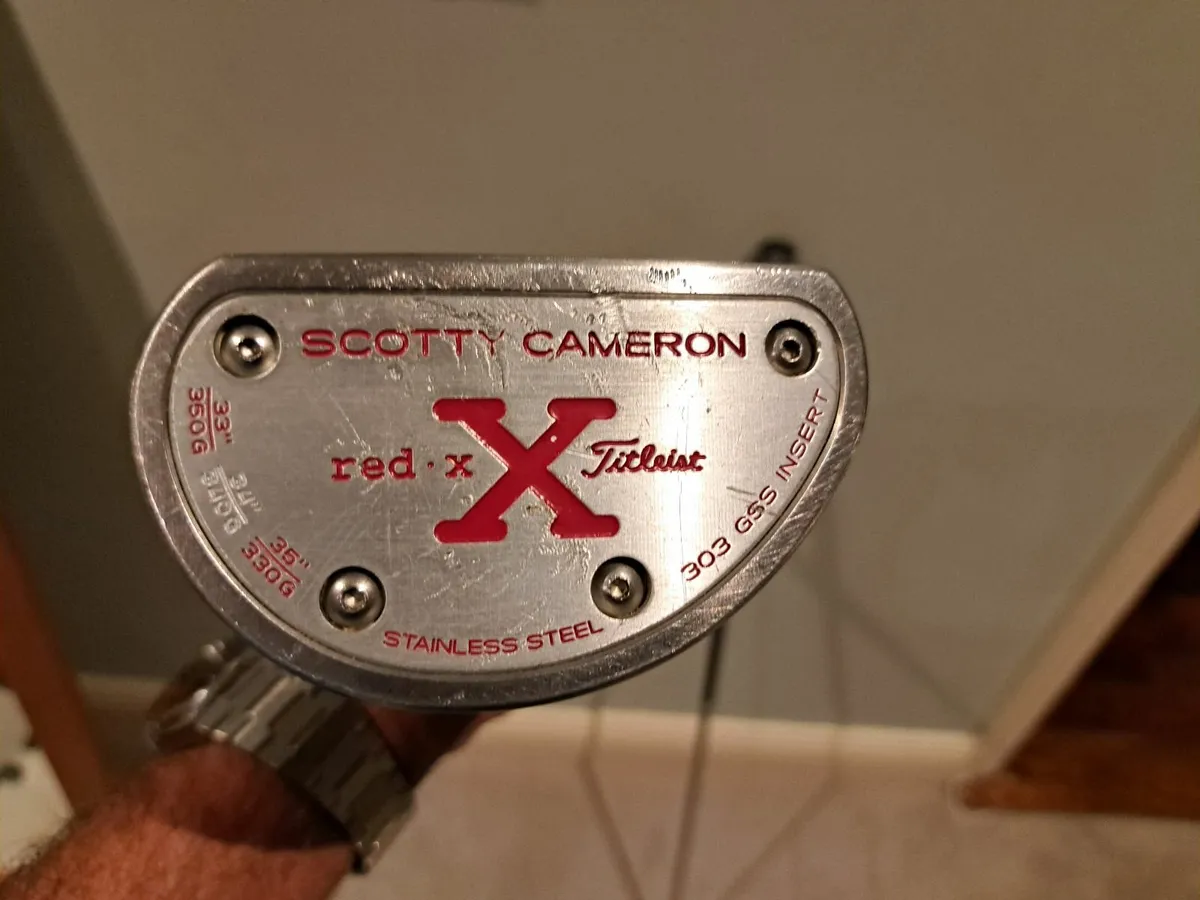 SCOTTY CAMERON
red·x X Titleist
33"
360G
34"
340G
35"
330G
303 GSS INSERT
STAINLESS STEEL